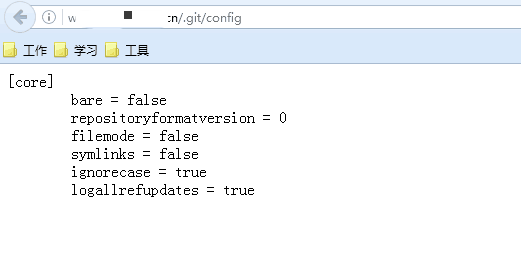 w cn/.git/config
工作 学习 工具
[core]
bare = false
repositoryformatversion = 0
filemode = false
symlinks = false
ignorecase = true
logallrefupdates = true